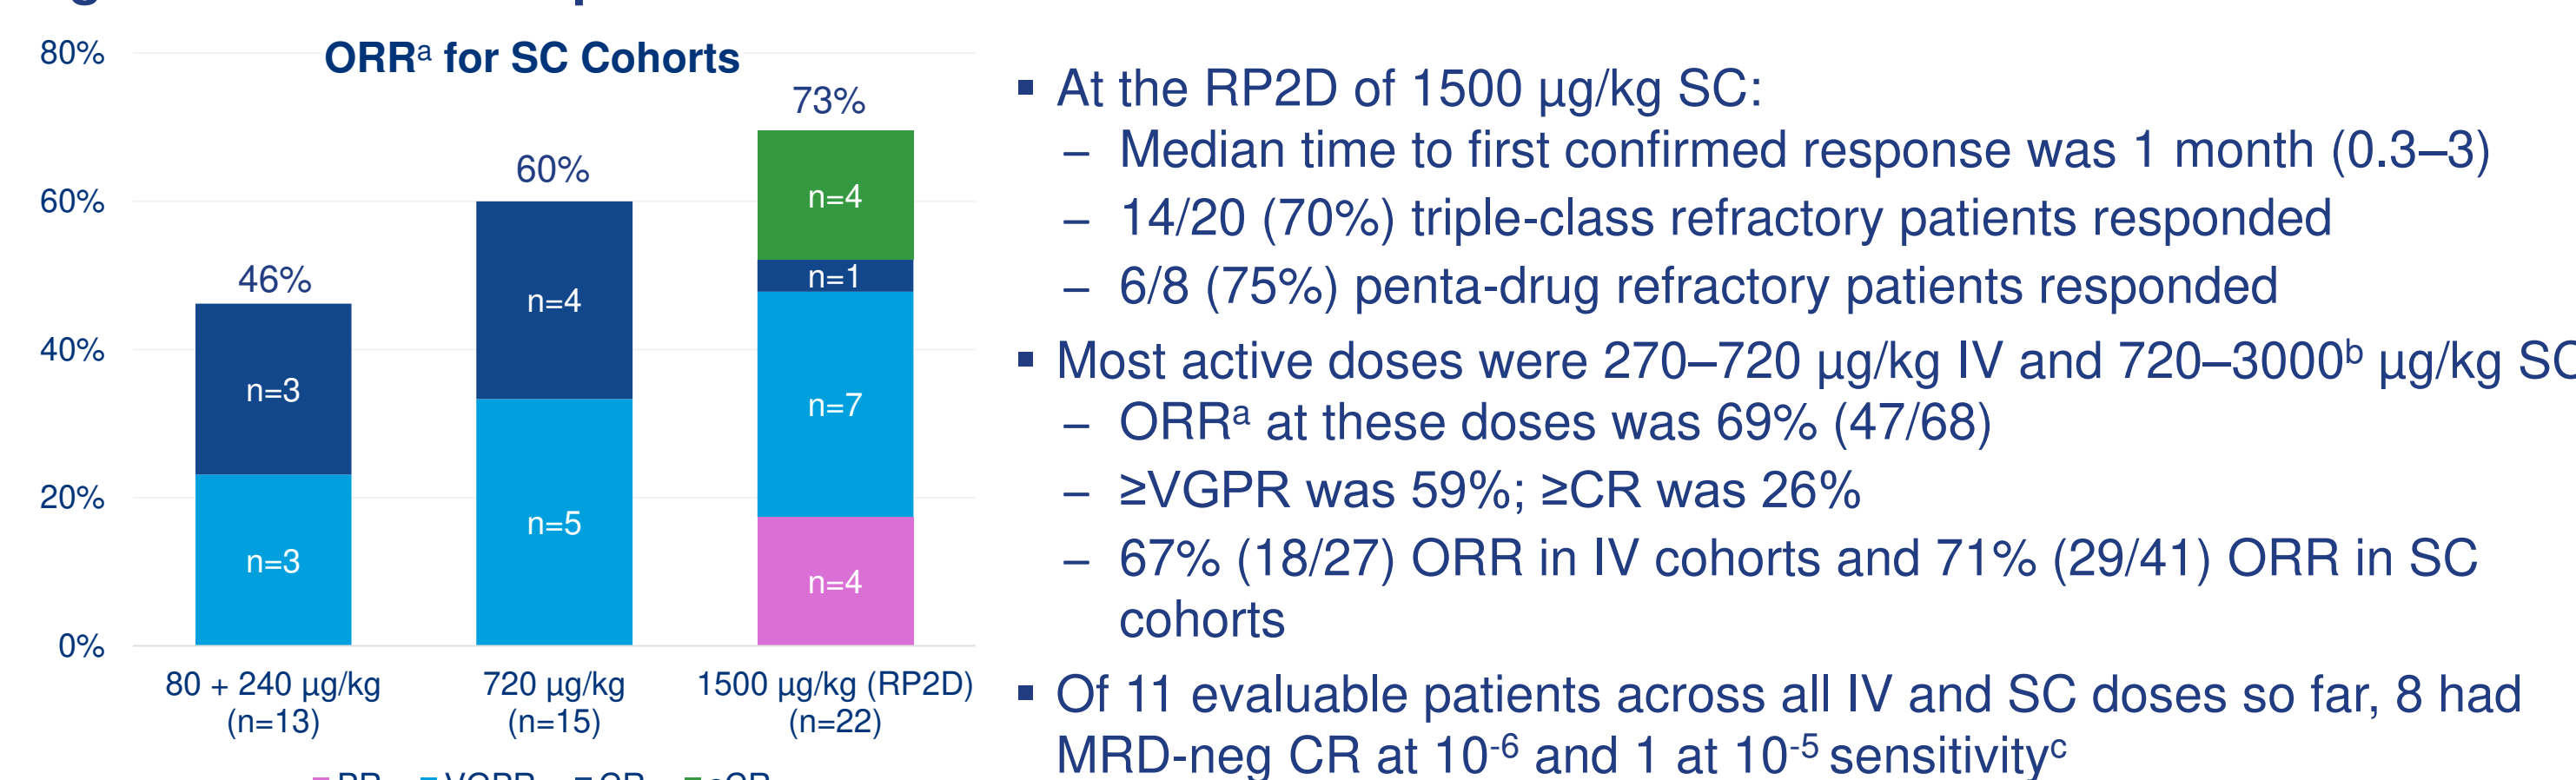 ORRᵃ for SC Cohorts
80%
60%
40%
20%
0%
46%
n=3
n=3
60%
n=4
n=5
73%
n=4
n=1
n=7
n=4
80 + 240 µg/kg
(n=13)
720 µg/kg
(n=15)
1500 µg/kg (RP2D)
(n=22)
PR VGPR CR sCR
▪ At the RP2D of 1500 µg/kg SC:
– Median time to first confirmed response was 1 month (0.3–3)
– 14/20 (70%) triple-class refractory patients responded
– 6/8 (75%) penta-drug refractory patients responded
▪ Most active doses were 270–720 µg/kg IV and 720–3000ᵇ µg/kg SC
– ORRᵃ at these doses was 69% (47/68)
– ≥VGPR was 59%; ≥CR was 26%
– 67% (18/27) ORR in IV cohorts and 71% (29/41) ORR in SC
cohorts
▪ Of 11 evaluable patients across all IV and SC doses so far, 8 had
MRD-neg CR at 10⁻⁶ and 1 at 10⁻⁵ sensitivityᶜ